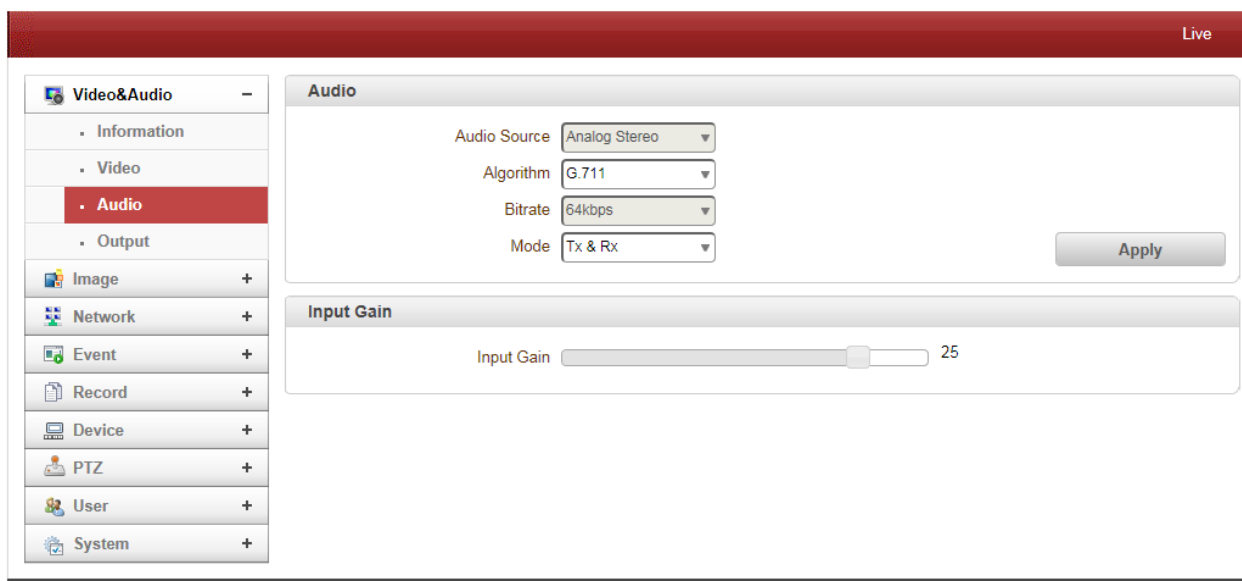 Live
Video&Audio −
Information
Video
Audio
Output
Image +
Network +
Event +
Record +
Device +
PTZ +
User +
System +
Audio
Audio Source Analog Stereo
Algorithm G.711
Bitrate 64kbps
Mode Tx & Rx
Apply
Input Gain
Input Gain 25